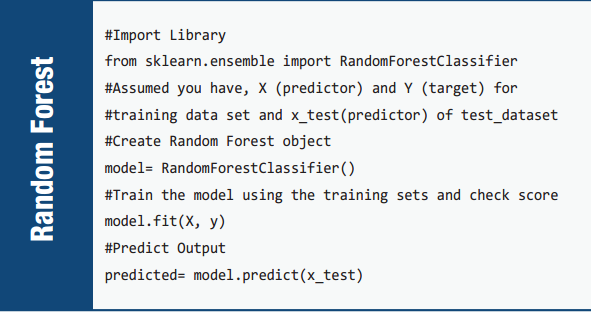 Random Forest
#Import Library
from sklearn.ensemble import RandomForestClassifier
#Assumed you have, X (predictor) and Y (target) for
#training data set and x_test(predictor) of test_dataset
#Create Random Forest object
model= RandomForestClassifier()
#Train the model using the training sets and check score
model.fit(X, y)
#Predict Output
predicted= model.predict(x_test)